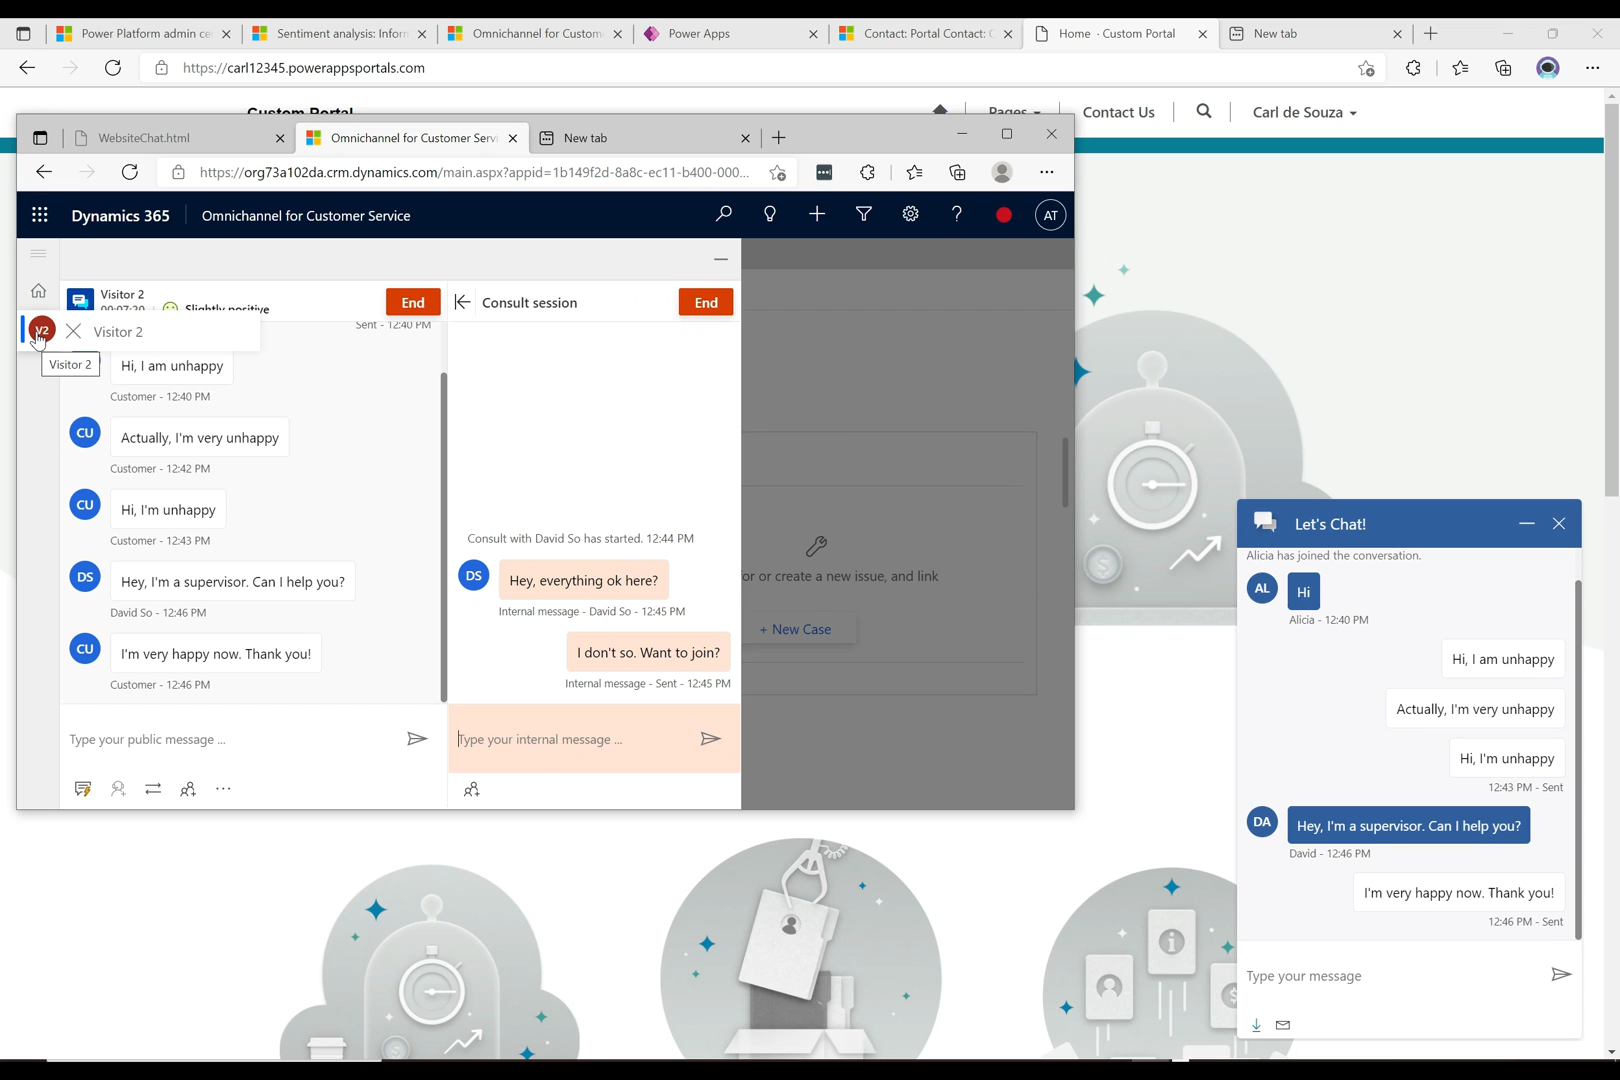 Power Platform admin ce
Sentiment analysis: Inforn
Omnichannel for Custom
Power Apps
Contact: Portal Contact: C
Home · Custom Portal
New tab
https://carl12345.powerappsportals.com
Custom Portal
Pages
Contact Us
Carl de Souza
WebsiteChat.html
Omnichannel for Customer Servi
New tab
https://org73a102da.crm.dynamics.com/main.aspx?appid=1b149f2d-8a8c-ec11-b400-000...
Dynamics 365
Omnichannel for Customer Service
AT
Visitor 2
00:07:20
Slightly positive
End
Consult session
End
Sent - 12:40 PM
V2
Visitor 2
Visitor 2
Hi, I am unhappy
Customer - 12:40 PM
CU
Actually, I'm very unhappy
Customer - 12:42 PM
CU
Hi, I'm unhappy
Customer - 12:43 PM
DS
Hey, I'm a supervisor. Can I help you?
David So - 12:46 PM
CU
I'm very happy now. Thank you!
Customer - 12:46 PM
Type your public message ...
Consult with David So has started. 12:44 PM
DS
Hey, everything ok here?
Internal message - David So - 12:45 PM
I don't so. Want to join?
Internal message - Sent - 12:45 PM
Type your internal message ...
or or create a new issue, and link
+ New Case
Let's Chat!
Alicia has joined the conversation.
AL
Hi
Alicia - 12:40 PM
Hi, I am unhappy
Actually, I'm very unhappy
Hi, I'm unhappy
12:43 PM - Sent
DA
Hey, I'm a supervisor. Can I help you?
David - 12:46 PM
I'm very happy now. Thank you!
12:46 PM - Sent
Type your message